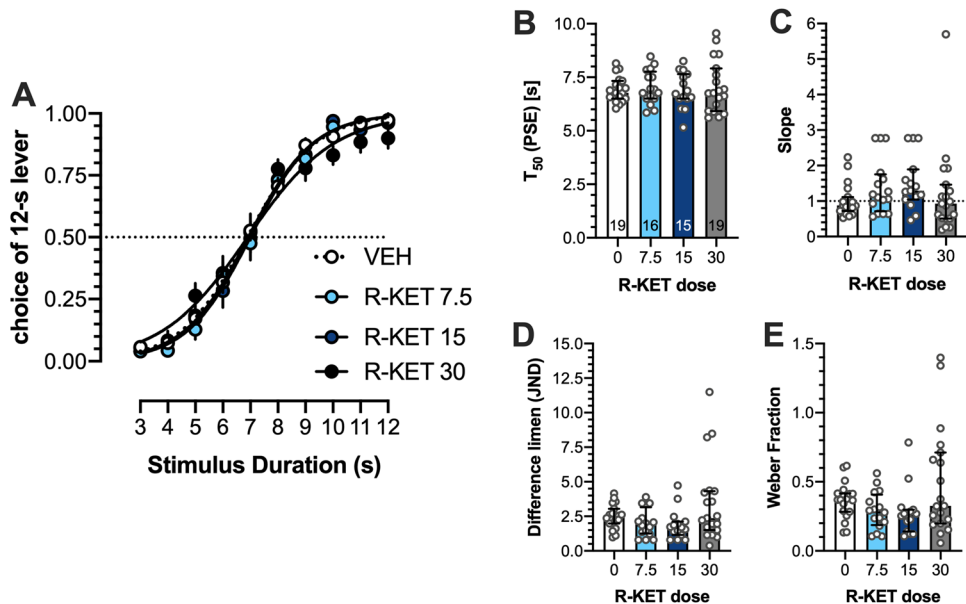 A
choice of 12-s lever
1.00
0.75
0.50
0.25
0.00
VEH
R-KET 7.5
R-KET 15
R-KET 30
3 4 5 6 7 8 9 10 11 12
Stimulus Duration (s)
B
T50 (PSE) [s]
10.0
7.5
5.0
2.5
0.0
19 16 15 19
0 7.5 15 30
R-KET dose
C
Slope
6
5
4
3
2
1
0
0 7.5 15 30
R-KET dose
D
Difference limen (JND)
15.0
12.5
10.0
7.5
5.0
2.5
0.0
0 7.5 15 30
R-KET dose
E
Weber Fraction
1.5
1.0
0.5
0.0
0 7.5 15 30
R-KET dose